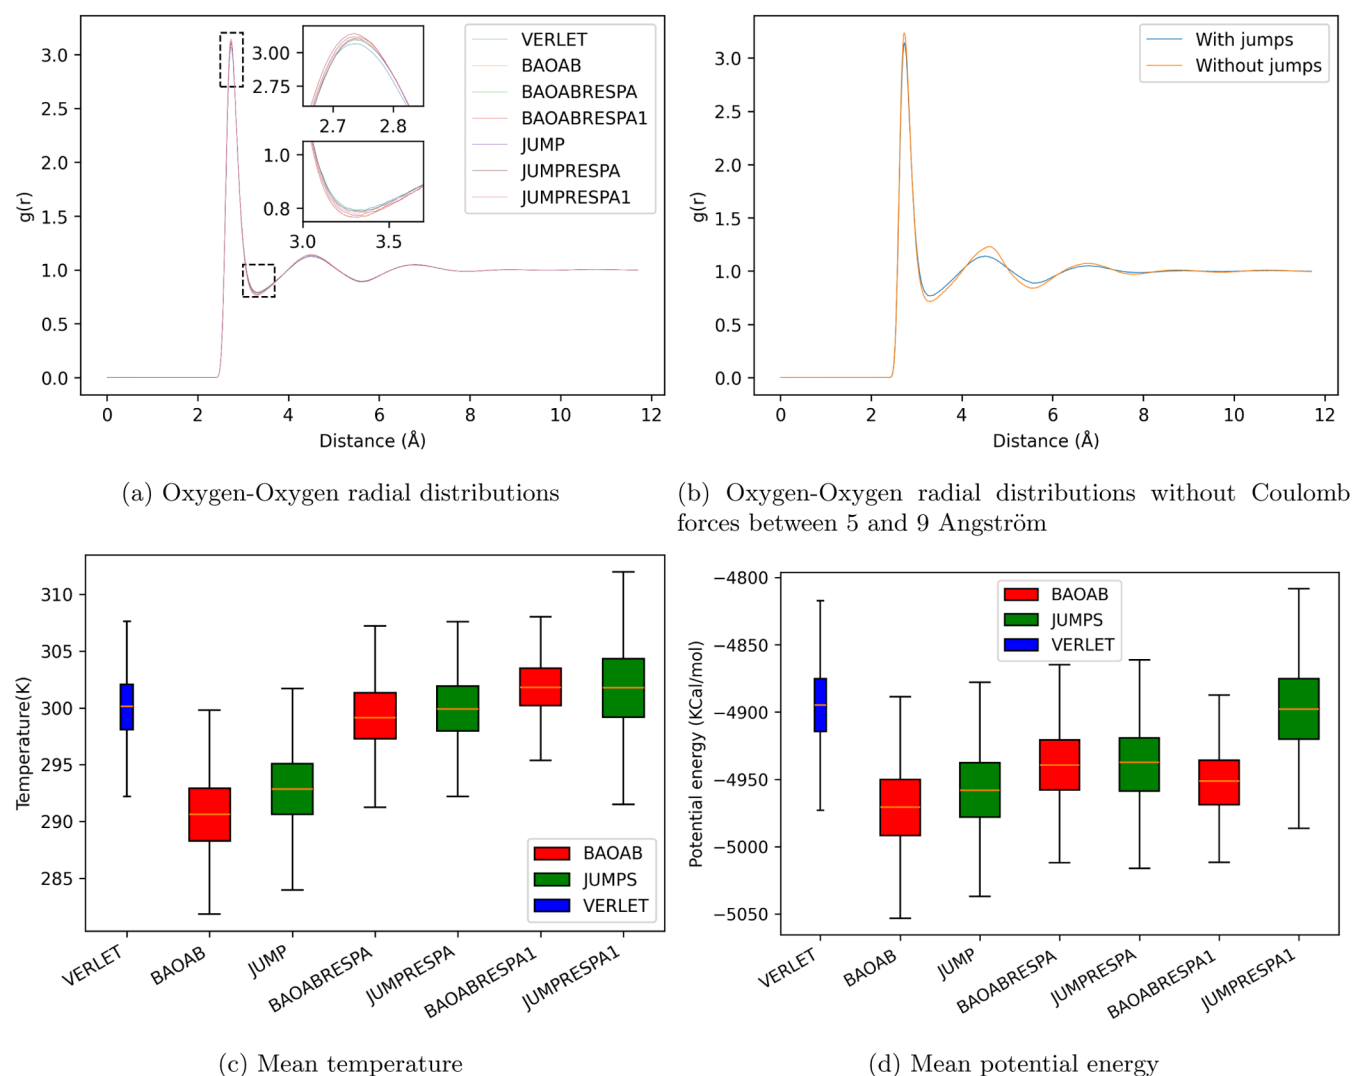 3.0
2.5
2.0
1.5
1.0
0.5
0.0
g(r)
0 2 4 6 8 10 12
Distance (Å)
3.00
2.75
2.7 2.8
1.0
0.8
3.0 3.5
VERLET
BAOAB
BAOABRESPA
BAOABRESPA1
JUMP
JUMPRESPA
JUMPRESPA1
(a) Oxygen-Oxygen radial distributions
3.0
2.5
2.0
1.5
1.0
0.5
0.0
g(r)
0 2 4 6 8 10 12
Distance (Å)
With jumps
Without jumps
(b) Oxygen-Oxygen radial distributions without Coulomb
forces between 5 and 9 Angström
310
305
300
295
290
285
Temperature(K)
BAOAB
JUMPS
VERLET
VERLET
BAOAB
JUMP
BAOABRESPA
JUMPRESPA
BAOABRESPA1
JUMPRESPA1
(c) Mean temperature
−4800
−4850
−4900
−4950
−5000
−5050
Potential energy (KCal/mol)
BAOAB
JUMPS
VERLET
VERLET
BAOAB
JUMP
BAOABRESPA
JUMPRESPA
BAOABRESPA1
JUMPRESPA1
(d) Mean potential energy